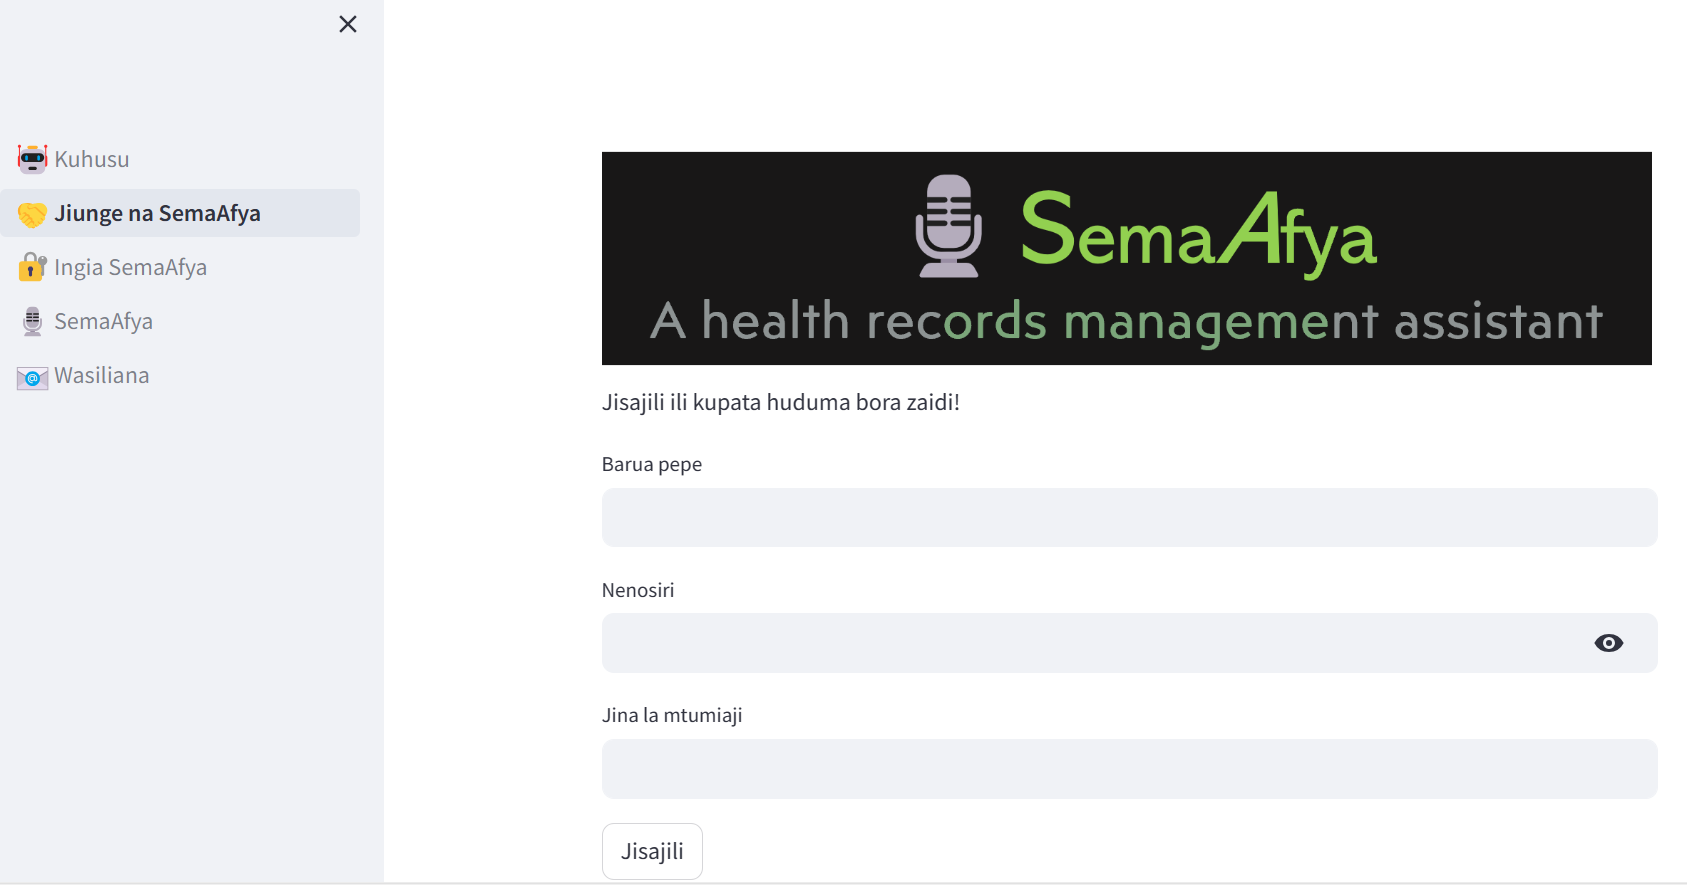 Kuhusu
Jiunge na SemaAfya
Ingia SemaAfya
SemaAfya
Wasiliana
SemaAfya
A health records management assistant
Jisajili ili kupata huduma bora zaidi!
Barua pepe
Nenosiri
Jina la mtumiaji
Jisajili